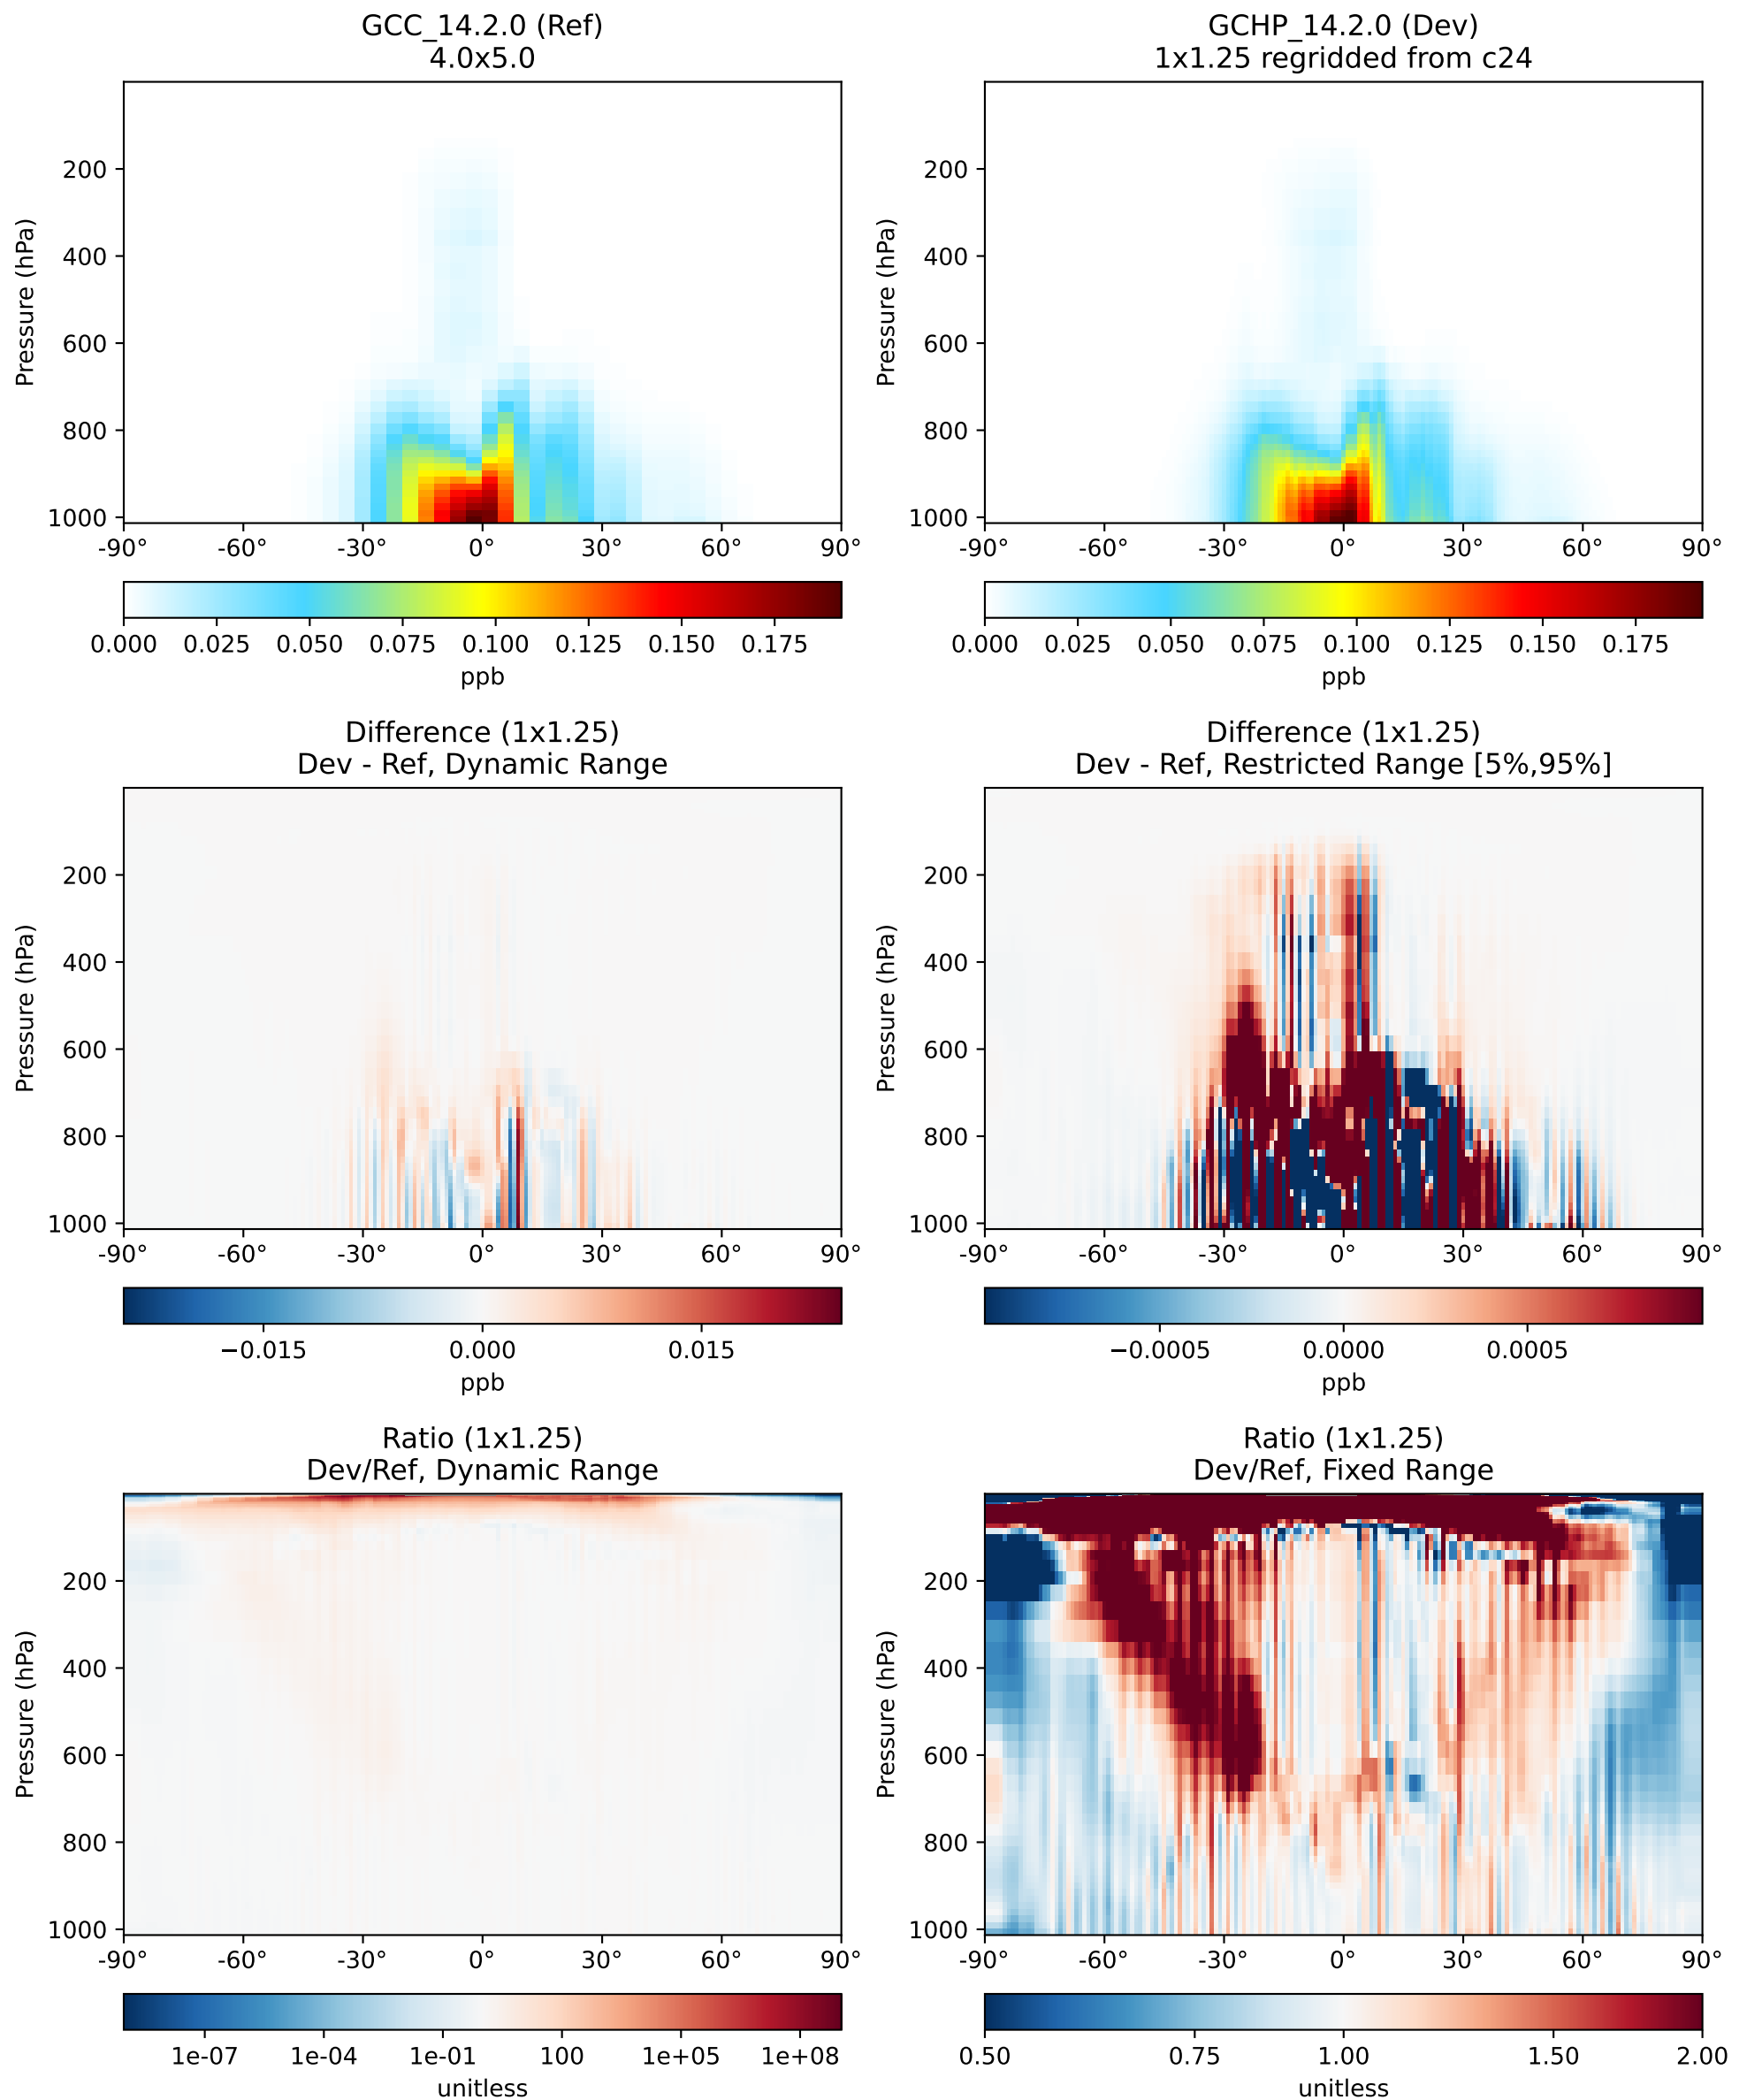 GCC_14.2.0 (Ref)
4.0x5.0
Pressure (hPa)
200
400
600
800
1000
-90° -60° -30° 0° 30° 60° 90°
0.000 0.025 0.050 0.075 0.100 0.125 0.150 0.175
ppb
GCHP_14.2.0 (Dev)
1x1.25 regridded from c24
Pressure (hPa)
200
400
600
800
1000
-90° -60° -30° 0° 30° 60° 90°
0.000 0.025 0.050 0.075 0.100 0.125 0.150 0.175
ppb
Difference (1x1.25)
Dev - Ref, Dynamic Range
Pressure (hPa)
200
400
600
800
1000
-90° -60° -30° 0° 30° 60° 90°
−0.015 0.000 0.015
ppb
Difference (1x1.25)
Dev - Ref, Restricted Range [5%,95%]
Pressure (hPa)
200
400
600
800
1000
-90° -60° -30° 0° 30° 60° 90°
−0.0005 0.0000 0.0005
ppb
Ratio (1x1.25)
Dev/Ref, Dynamic Range
Pressure (hPa)
200
400
600
800
1000
-90° -60° -30° 0° 30° 60° 90°
1e-07 1e-04 1e-01 100 1e+05 1e+08
unitless
Ratio (1x1.25)
Dev/Ref, Fixed Range
Pressure (hPa)
200
400
600
800
1000
-90° -60° -30° 0° 30° 60° 90°
0.50 0.75 1.00 1.50 2.00
unitless